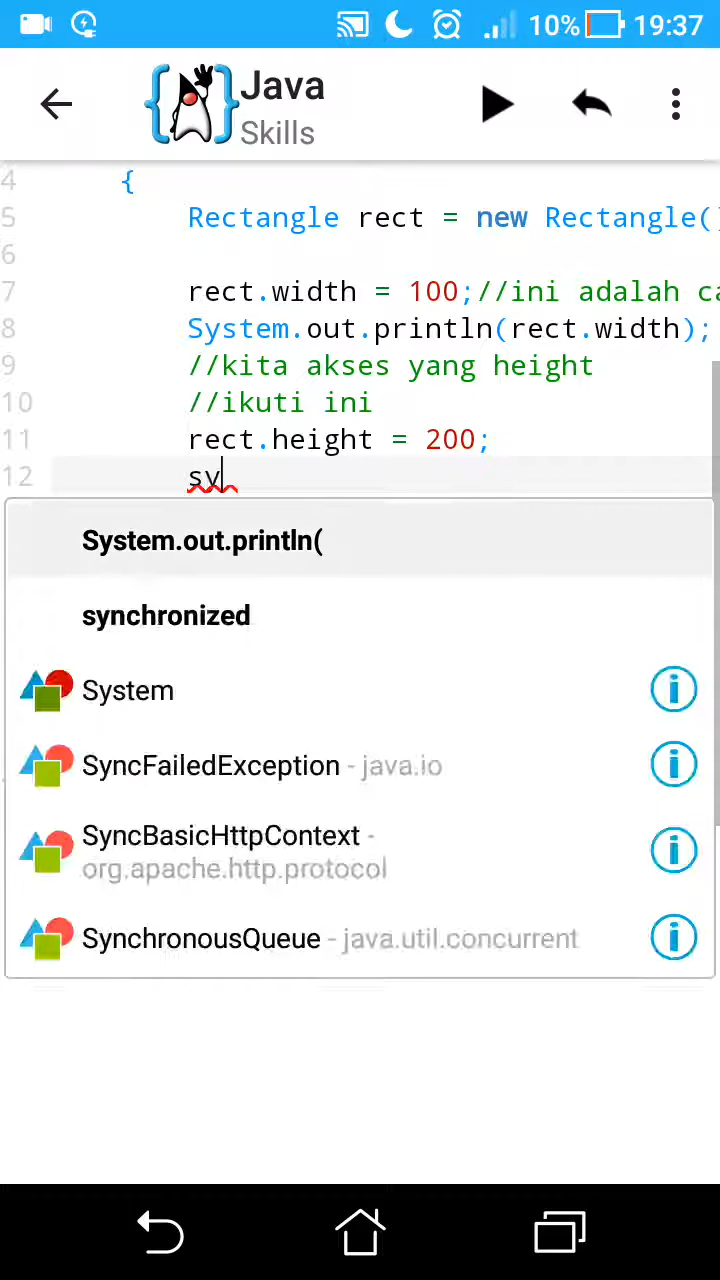 10% 19:37
Java
Skills
4 {
5 Rectangle rect = new Rectangle()
6
7 rect.width = 100;//ini adalah ca
8 System.out.println(rect.width);
9 //kita akses yang height
10 //ikuti ini
11 rect.height = 200;
12 sy
System.out.println(
synchronized
System
SyncFailedException - java.io
SyncBasicHttpContext -
org.apache.http.protocol
SynchronousQueue - java.util.concurrent